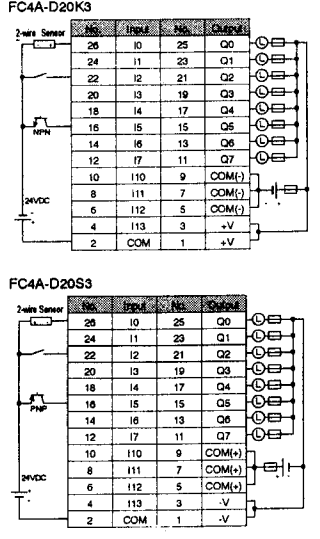 FC4A-D20K3
No. Input No. Output
2-wire Sensor
26 I0 25 Q0
24 I1 23 Q1
22 I2 21 Q2
20 I3 19 Q3
18 I4 17 Q4
16 I5 15 Q5
NPN
14 I6 13 Q6
12 I7 11 Q7
10 I10 9 COM(-)
8 I11 7 COM(-)
24VDC
6 I12 5 COM(-)
4 I13 3 +V
2 COM 1 +V
L L L L L L L L
FC4A-D20S3
No. Input No. Output
2-wire Sensor
26 I0 25 Q0
24 I1 23 Q1
22 I2 21 Q2
20 I3 19 Q3
18 I4 17 Q4
16 I5 15 Q5
PNP
14 I6 13 Q6
12 I7 11 Q7
10 I10 9 COM(+)
8 I11 7 COM(+)
24VDC
6 I12 5 COM(+)
4 I13 3 -V
2 COM 1 -V
L L L L L L L L